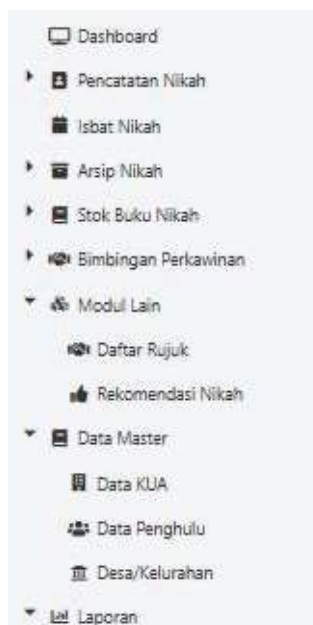 Dashboard
Pencatatan Nikah
Isbat Nikah
Arsip Nikah
Stok Buku Nikah
Bimbingan Perkawinan
Modul Lain
Daftar Rujuk
Rekomendasi Nikah
Data Master
Data KUA
Data Penghulu
Desa/Kelurahan
Laporan